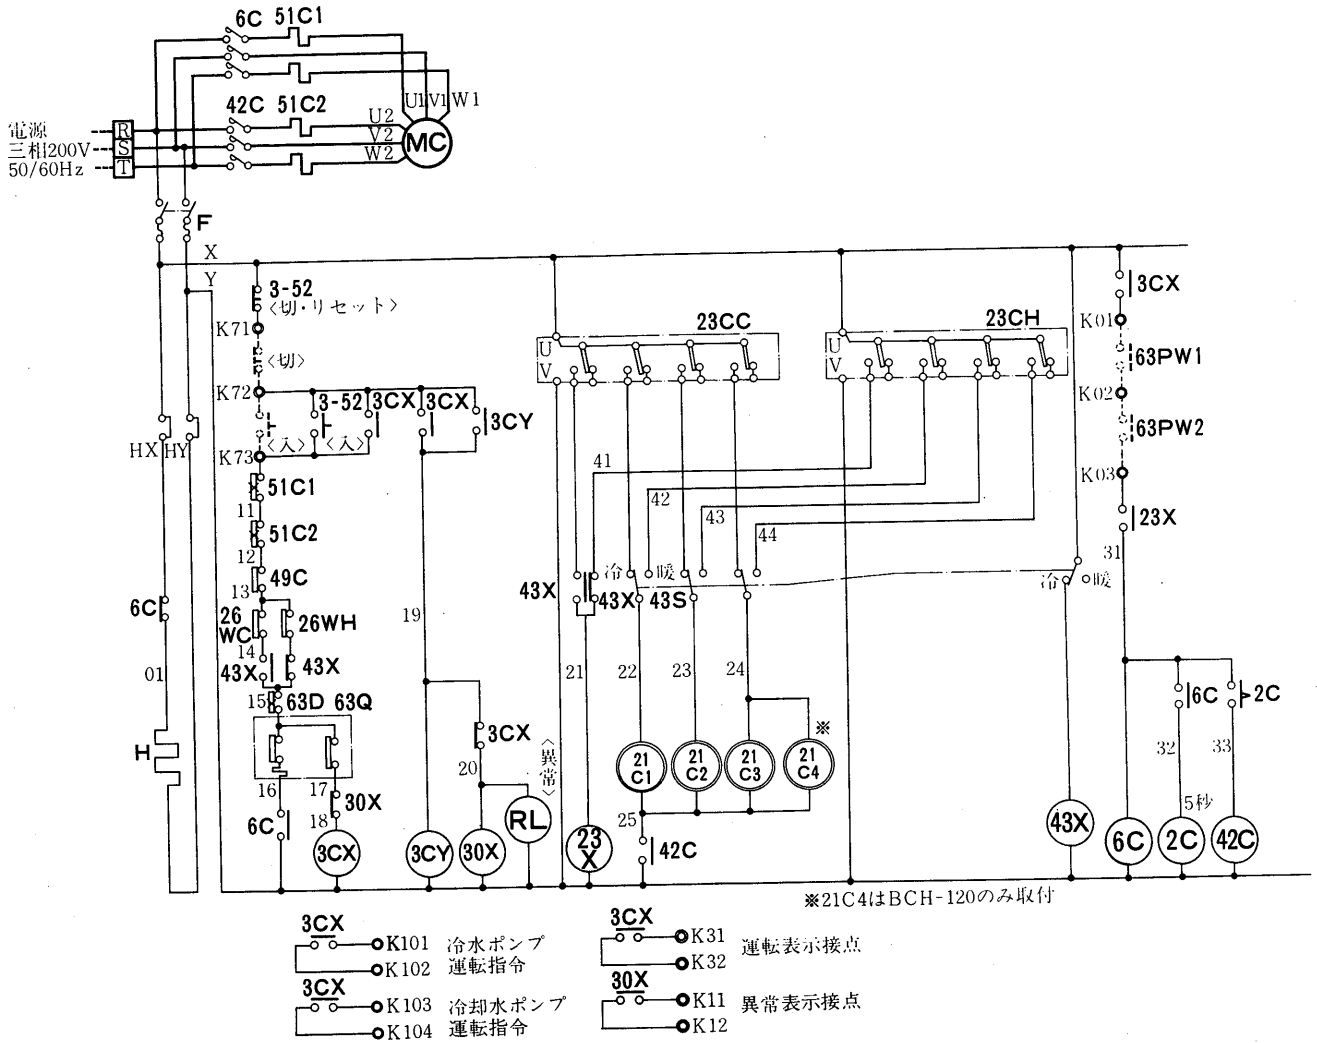 6C 51C1
U1 V1 W1
42C 51C2
U2
V2
W2
MC
電源
三相200V
50/60Hz
R
S
T
F
X
Y
3-52
〈切・リセット〉
K71
〈切〉
K72
3-52
3CX
3CX
3CY
〈入〉
〈入〉
K73
51C1
11
51C2
12
49C
13
26
WC
26WH
14
43X
43X
15
63D 63Q
16
17
30X
18
6C
3CX
HX
HY
6C
01
H
19
3CX
20
〈異常〉
3CY
30X
RL
23CC
U
V
23CH
U
V
41
42
43
44
冷
暖
43X
43X
43S
冷
暖
21
22
23
24
21
C1
21
C2
21
C3
21
C4
※
25
23
X
42C
43X
3CX
K01
63PW1
K02
63PW2
K03
23X
31
6C
2C
32
33
5秒
6C
2C
42C
※21C4はBCH-120のみ取付
3CX
K101
K102
冷水ポンプ
運転指令
3CX
K103
K104
冷却水ポンプ
運転指令
3CX
K31
K32
運転表示接点
30X
K11
K12
異常表示接点